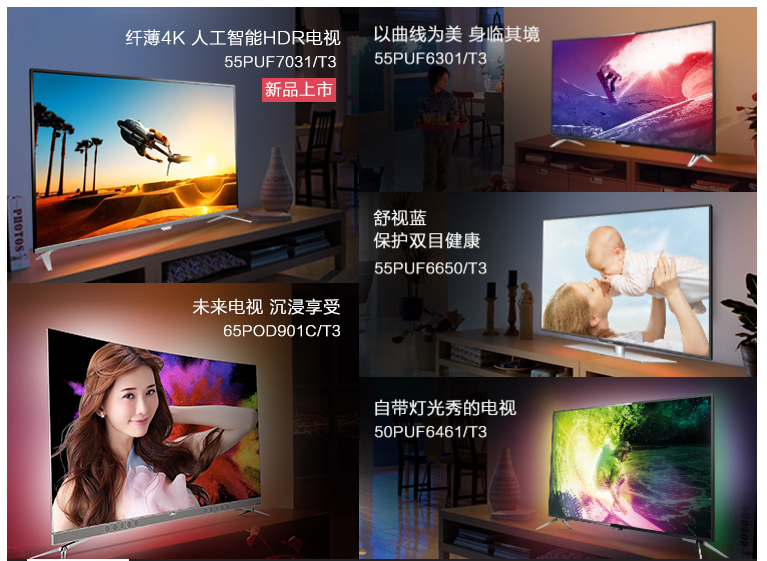 纤薄4K 人工智能HDR电视
55PUF7031/T3
新品上市
PHOTOS
未来电视 沉浸享受
65POD901C/T3
以曲线为美 身临其境
55PUF6301/T3
舒视蓝
保护双目健康
55PUF6650/T3
自带灯光秀的电视
50PUF6461/T3